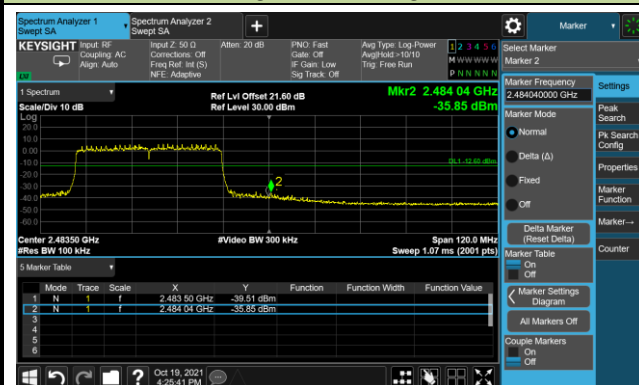 Spectrum Analyzer 1
Swept SA
Spectrum Analyzer 2
Swept SA
+
Marker
KEYSIGHT
Input: RF
Coupling: AC
Align: Auto
Input Z: 50 Ω
Corrections: Off
Freq Ref: Int (S)
NFE: Adaptive
Atten: 20 dB
PNO: Fast
Gate: Off
IF Gain: Low
Sig Track: Off
Avg Type: Log-Power
Avg|Hold:>10/10
Trig: Free Run
1 2 3 4 5 6
M W W W W W
P N N N N N
LXI
Select Marker
Marker 2
1 Spectrum
Scale/Div 10 dB
Ref Lvl Offset 21.60 dB
Ref Level 30.00 dBm
Mkr2 2.484 04 GHz
-35.85 dBm
Log
20.0
10.0
0.00
-10.0
-20.0
-30.0
-40.0
-50.0
-60.0
DL1 -12.60 dBm
2
Center 2.48350 GHz
#Res BW 100 kHz
#Video BW 300 kHz
Span 120.0 MHz
Sweep 1.07 ms (2001 pts)
5 Marker Table
Mode Trace Scale X Y Function Function Width Function Value
1 N 1 f 2.483 50 GHz -39.51 dBm
2 N 1 f 2.484 04 GHz -35.85 dBm
3
4
5
6
Marker Frequency
2.484040000 GHz
Marker Mode
Normal
Delta (Δ)
Fixed
Off
Delta Marker
(Reset Delta)
Marker Table
On
Off
Marker Settings
Diagram
All Markers Off
Couple Markers
On
Off
Settings
Peak
Search
Pk Search
Config
Properties
Marker
Function
Marker→
Counter
?
Oct 19, 2021
4:25:41 PM